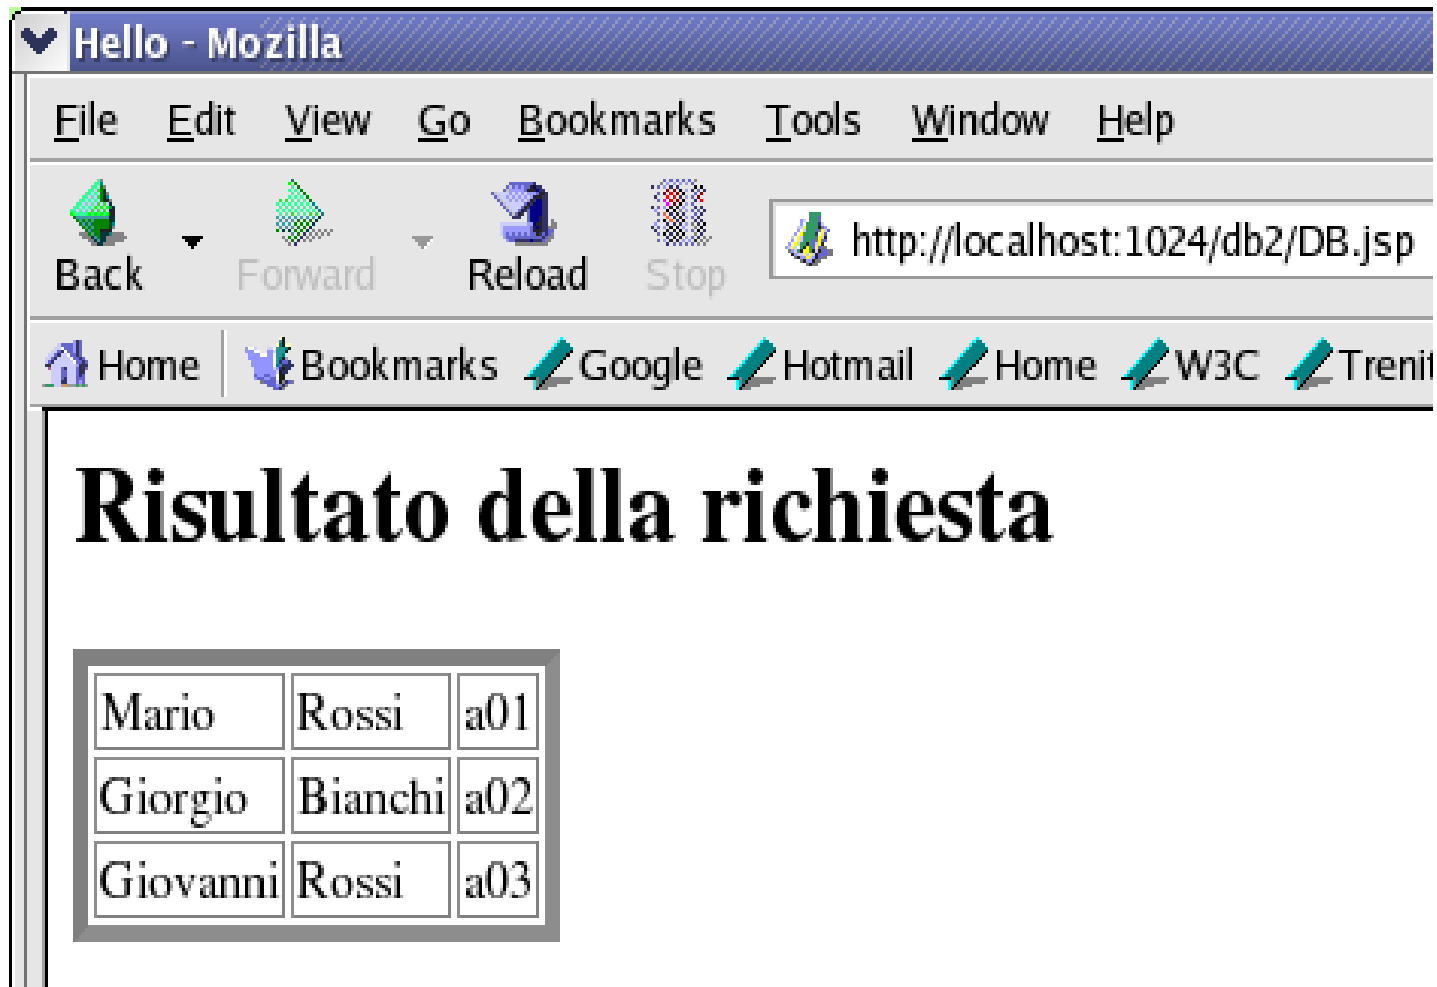 Hello - Mozilla
File Edit View Go Bookmarks Tools Window Help
Back Forward Reload Stop http://localhost:1024/db2/DB.jsp
Home Bookmarks Google Hotmail Home W3C Trenit
Risultato della richiesta
Mario Rossi a01
Giorgio Bianchi a02
Giovanni Rossi a03